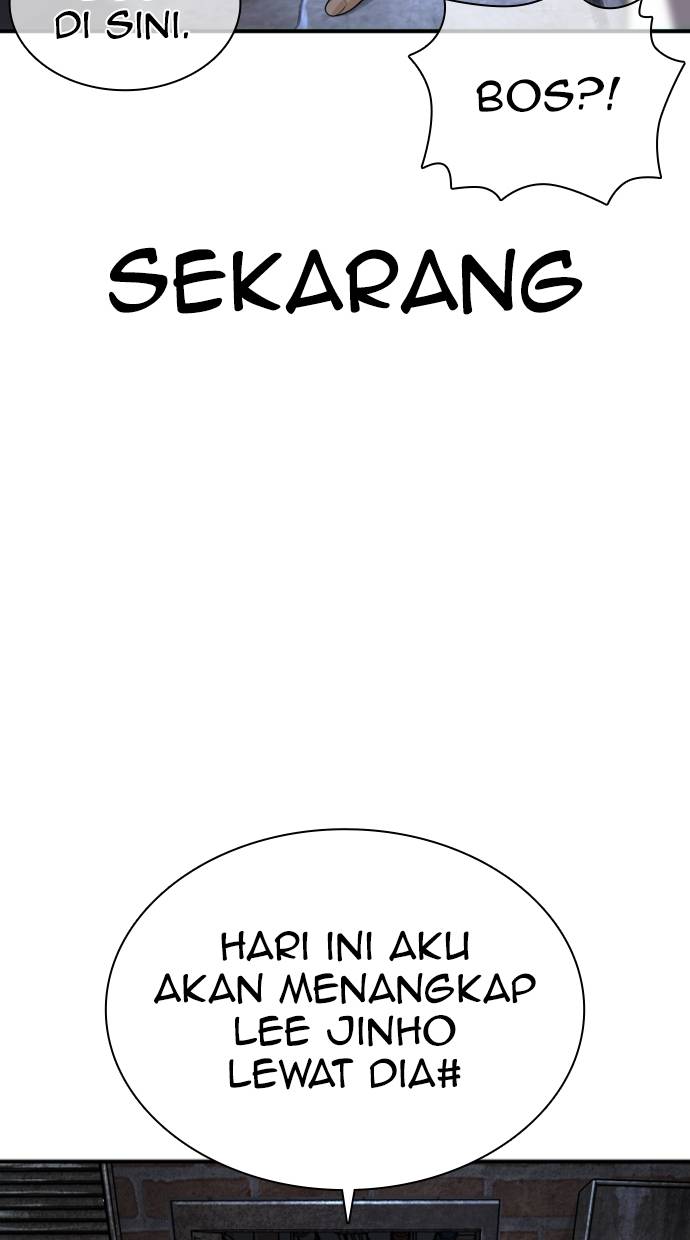 DI SINI.
BOS?!
SEKARANG
HARI INI AKU
AKAN MENANGKAP
LEE JINHO
LEWAT DIA#